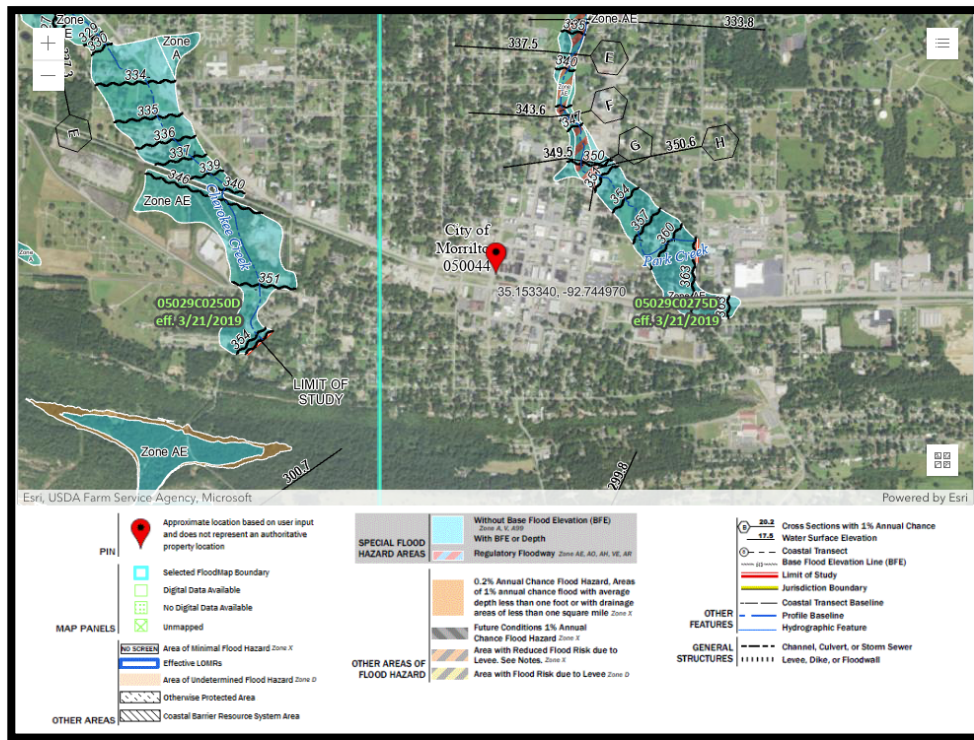 Zone
E
327
329
330
327.3
Zone
A
334
335
336
337
339
340
346
Zone AE
Cherokee Creek
351
354
E
05029C0250D
eff. 3/21/2019
LIMIT OF
STUDY
Zone AE
300.7
299.8
Zone AE
335
333.8
337.5
E
340
343.6
F
347
349.5
350
G
350.6
H
351
354
357
360
Park Creek
363
Zone AE
City of
Morrilto
050044
35.153340, -92.744970
05029C0275D
eff. 3/21/2019
Esri, USDA Farm Service Agency, Microsoft
Powered by Esri
PIN
Approximate location based on user input
and does not represent an authoritative
property location
MAP PANELS
Selected FloodMap Boundary
Digital Data Available
No Digital Data Available
Unmapped
OTHER AREAS
NO SCREEN Area of Minimal Flood Hazard Zone X
Effective LOMRs
Area of Undetermined Flood Hazard Zone D
Otherwise Protected Area
Coastal Barrier Resource System Area
SPECIAL FLOOD
HAZARD AREAS
Without Base Flood Elevation (BFE)
Zone A, V, A99
With BFE or Depth
Regulatory Floodway Zone AE, AO, AH, VE, AR
OTHER AREAS OF
FLOOD HAZARD
0.2% Annual Chance Flood Hazard, Areas
of 1% annual chance flood with average
depth less than one foot or with drainage
areas of less than one square mile Zone X
Future Conditions 1% Annual
Chance Flood Hazard Zone X
Area with Reduced Flood Risk due to
Levee. See Notes. Zone X
Area with Flood Risk due to Levee Zone D
OTHER
FEATURES
B 20.2 Cross Sections with 1% Annual Chance
17.5 Water Surface Elevation
8 Coastal Transect
513 Base Flood Elevation Line (BFE)
Limit of Study
Jurisdiction Boundary
Coastal Transect Baseline
Profile Baseline
Hydrographic Feature
GENERAL
STRUCTURES
Channel, Culvert, or Storm Sewer
Levee, Dike, or Floodwall